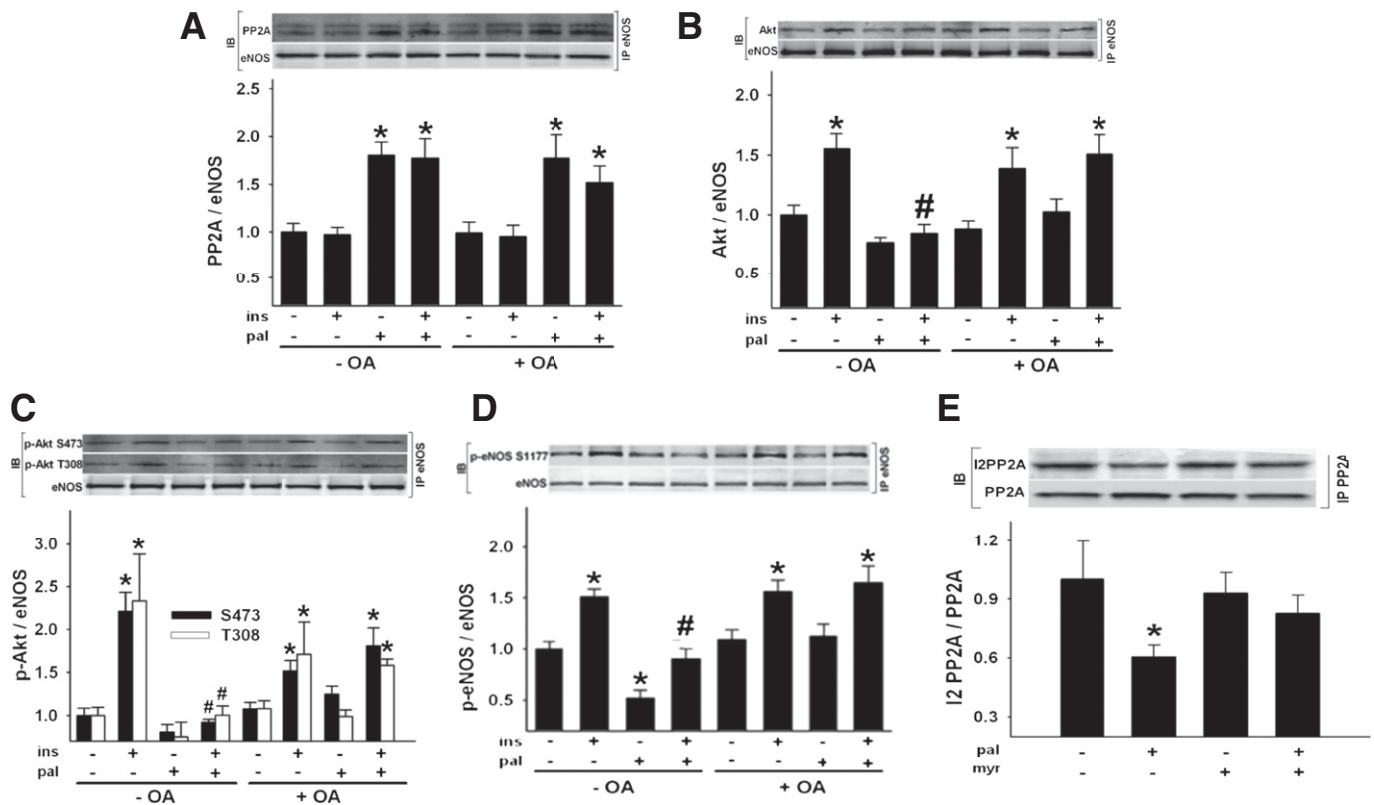 A
IB
PP2A
eNOS
IP eNOS
PP2A / eNOS
2.5
2.0
1.5
1.0
0.5
* * * *
ins - + - + - + - +
pal - - + + - - + +
- OA + OA
B
IB
Akt
eNOS
IP eNOS
Akt / eNOS
2.0
1.5
1.0
0.5
* # * *
ins - + - + - + - +
pal - - + + - - + +
- OA + OA
C
IB
p-Akt S473
p-Akt T308
eNOS
IP eNOS
p-Akt / eNOS
3.0
2.5
2.0
1.5
1.0
S473
T308
* * # # * * * *
ins - + - + - + - +
pal - - + + - - + +
- OA + OA
D
IB
p-eNOS S1177
eNOS
IP eNOS
p-eNOS / eNOS
2.0
1.5
1.0
0.5
* * # * *
ins - + - + - + - +
pal - - + + - - + +
- OA + OA
E
IB
I2PP2A
PP2A
IP PP2A
I2 PP2A / PP2A
1.2
0.9
0.6
0.3
*
pal - + - +
myr - - + +